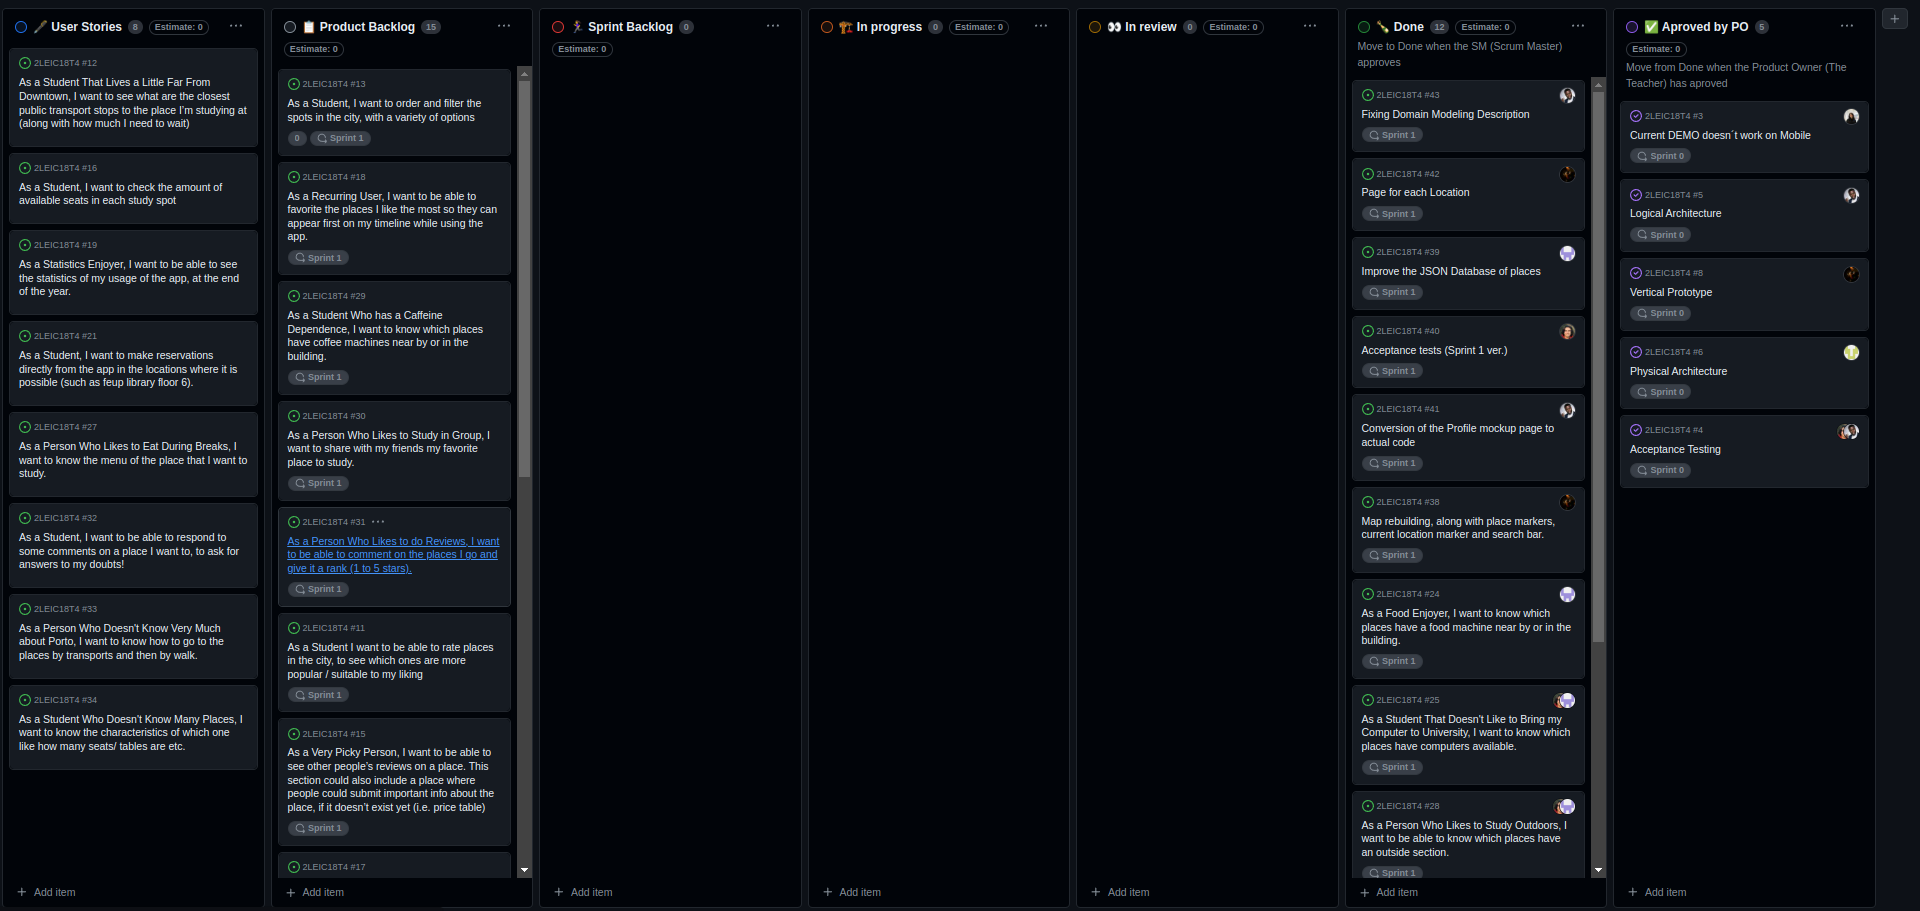 User Stories 8 Estimate: 0
2LEIC18T4 #12
As a Student That Lives a Little Far From
Downtown, I want to see what are the closest
public transport stops to the place I'm studying at
(along with how much I need to wait)
2LEIC18T4 #16
As a Student, I want to check the amount of
available seats in each study spot
2LEIC18T4 #19
As a Statistics Enjoyer, I want to be able to see
the statistics of my usage of the app, at the end
of the year.
2LEIC18T4 #21
As a Student, I want to make reservations
directly from the app in the locations where it is
possible (such as feup library floor 6).
2LEIC18T4 #27
As a Person Who Likes to Eat During Breaks, I
want to know the menu of the place that I want to
study.
2LEIC18T4 #32
As a Student, I want to be able to respond to
some comments on a place I want to, to ask for
answers to my doubts!
2LEIC18T4 #33
As a Person Who Doesn't Know Very Much
about Porto, I want to know how to go to the
places by transports and then by walk.
2LEIC18T4 #34
As a Student Who Doesn't Know Many Places, I
want to know the characteristics of which one
like how many seats/ tables are etc.
Add item
Product Backlog 15
Estimate: 0
2LEIC18T4 #13
As a Student, I want to order and filter the
spots in the city, with a variety of options
0 Sprint 1
2LEIC18T4 #18
As a Recurring User, I want to be able to
favorite the places I like the most so they can
appear first on my timeline while using the
app.
Sprint 1
2LEIC18T4 #29
As a Student Who has a Caffeine
Dependence, I want to know which places
have coffee machines near by or in the
building.
Sprint 1
2LEIC18T4 #30
As a Person Who Likes to Study in Group, I
want to share with my friends my favorite
place to study.
Sprint 1
2LEIC18T4 #31
As a Person Who Likes to do Reviews, I want
to be able to comment on the places I go and
give it a rank (1 to 5 stars).
Sprint 1
2LEIC18T4 #11
As a Student I want to be able to rate places
in the city, to see which ones are more
popular / suitable to my liking
Sprint 1
2LEIC18T4 #15
As a Very Picky Person, I want to be able to
see other people's reviews on a place. This
section could also include a place where
people could submit important info about the
place, if it doesn't exist yet (i.e. price table)
Sprint 1
2LEIC18T4 #17
Add item
Sprint Backlog 0
Estimate: 0
Add item
In progress 0 Estimate: 0
Add item
In review 0 Estimate: 0
Add item
Done 12 Estimate: 0
Move to Done when the SM (Scrum Master)
approves
2LEIC18T4 #43
Fixing Domain Modeling Description
Sprint 1
2LEIC18T4 #42
Page for each Location
Sprint 1
2LEIC18T4 #39
Improve the JSON Database of places
Sprint 1
2LEIC18T4 #40
Acceptance tests (Sprint 1 ver.)
Sprint 1
2LEIC18T4 #41
Conversion of the Profile mockup page to
actual code
Sprint 1
2LEIC18T4 #38
Map rebuilding, along with place markers,
current location marker and search bar.
Sprint 1
2LEIC18T4 #24
As a Food Enjoyer, I want to know which
places have a food machine near by or in the
building.
Sprint 1
2LEIC18T4 #25
As a Student That Doesn't Like to Bring my
Computer to University, I want to know which
places have computers available.
Sprint 1
2LEIC18T4 #28
As a Person Who Likes to Study Outdoors, I
want to be able to know which places have
an outside section.
Sprint 1
Add item
Aproved by PO 5
Estimate: 0
Move from Done when the Product Owner (The
Teacher) has aproved
2LEIC18T4 #3
Current DEMO doesn´t work on Mobile
Sprint 0
2LEIC18T4 #5
Logical Architecture
Sprint 0
2LEIC18T4 #8
Vertical Prototype
Sprint 0
2LEIC18T4 #6
Physical Architecture
Sprint 0
2LEIC18T4 #4
Acceptance Testing
Sprint 0
Add item